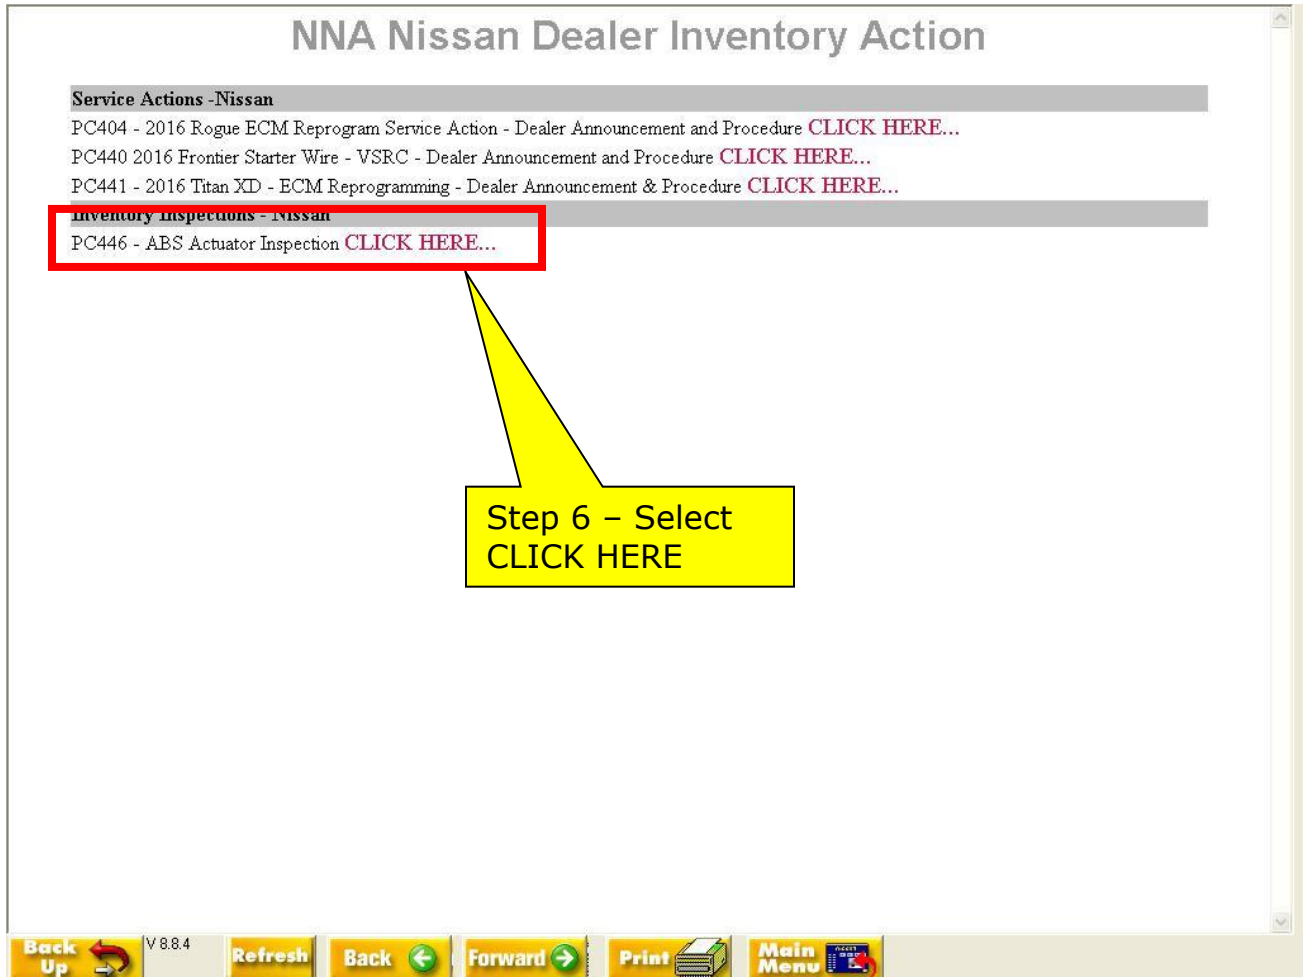 NNA Nissan Dealer Inventory Action
Service Actions -Nissan
PC404 - 2016 Rogue ECM Reprogram Service Action - Dealer Announcement and Procedure CLICK HERE...
PC440 2016 Frontier Starter Wire - VSRC - Dealer Announcement and Procedure CLICK HERE...
PC441 - 2016 Titan XD - ECM Reprogramming - Dealer Announcement & Procedure CLICK HERE...
Inventory Inspections - Nissan
PC446 - ABS Actuator Inspection CLICK HERE...
Step 6 – Select
CLICK HERE
Back Up
V 8.8.4
Refresh
Back
Forward
Print
Main Menu